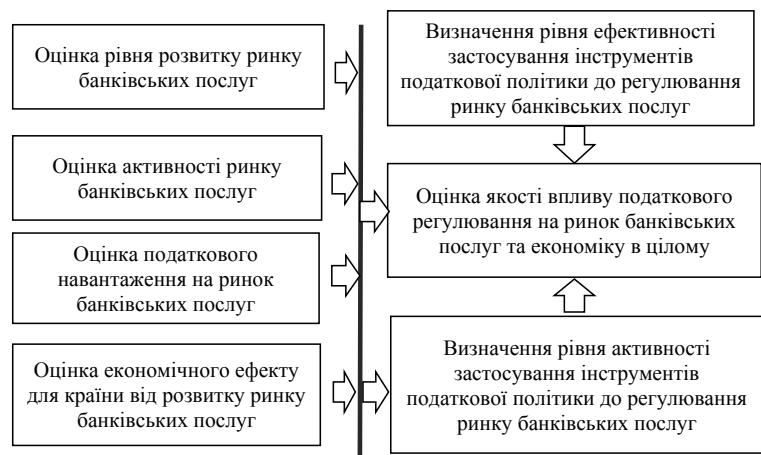 Оцінка рівня розвитку ринку
банківських послуг
Оцінка активності ринку
банківських послуг
Оцінка податкового
навантаження на ринок
банківських послуг
Оцінка економічного ефекту
для країни від розвитку ринку
банківських послуг
Визначення рівня ефективності
застосування інструментів
податкової політики до регулювання
ринку банківських послуг
Оцінка якості впливу податкового
регулювання на ринок банківських
послуг та економіку в цілому
Визначення рівня активності
застосування інструментів
податкової політики до регулювання
ринку банківських послуг